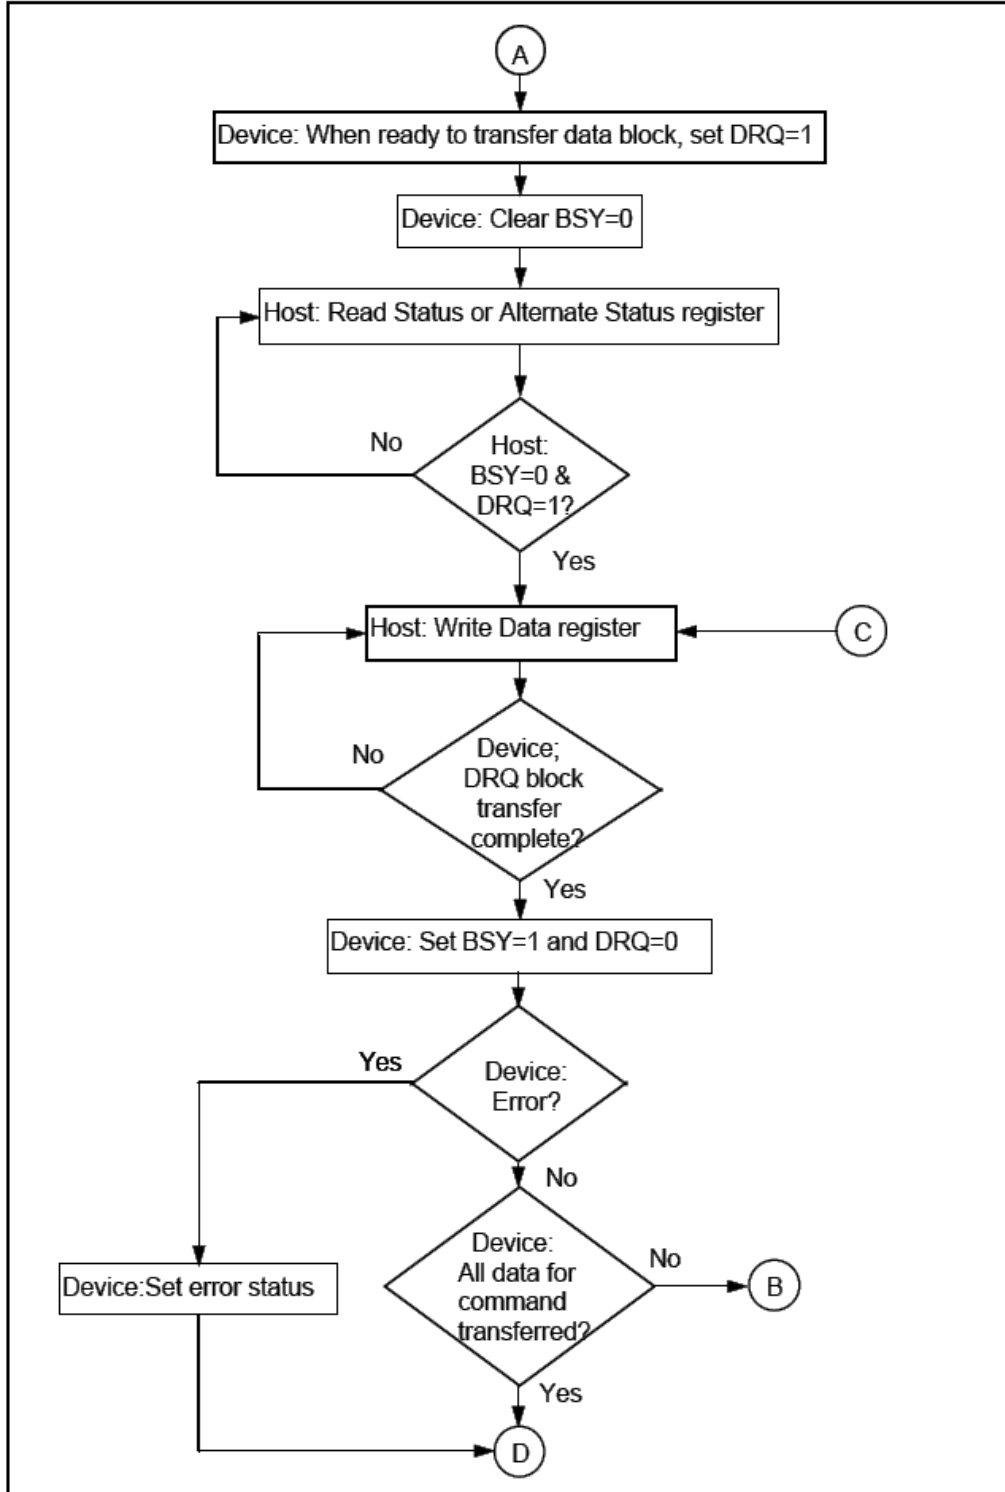 A
Device: When ready to transfer data block, set DRQ=1
Device: Clear BSY=0
Host: Read Status or Alternate Status register
No
Host:
BSY=0 &
DRQ=1?
Yes
Host: Write Data register
C
No
Device;
DRQ block
transfer
complete?
Yes
Device: Set BSY=1 and DRQ=0
Yes
Device:
Error?
No
Device:
All data for
command
transferred?
No
B
Device:Set error status
Yes
D